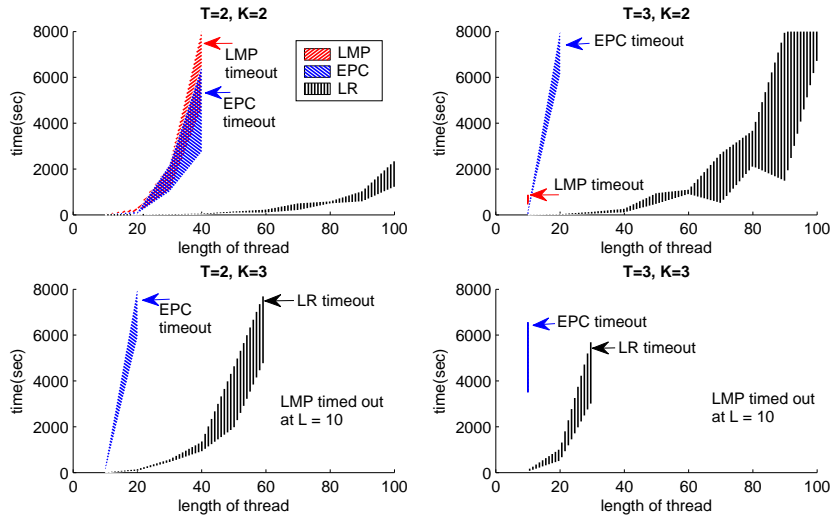 T=2, K=2
8000
6000
4000
2000
0
time(sec)
0
20
40
60
80
100
length of thread
LMP
timeout
EPC
timeout
LMP
EPC
LR
T=3, K=2
8000
6000
4000
2000
0
time(sec)
0
20
40
60
80
100
length of thread
EPC timeout
LMP timeout
T=2, K=3
8000
6000
4000
2000
0
time(sec)
0
20
40
60
80
100
length of thread
EPC
timeout
LR timeout
LMP timed out
at L = 10
T=3, K=3
8000
6000
4000
2000
0
time(sec)
0
20
40
60
80
100
length of thread
EPC timeout
LR timeout
LMP timed out
at L = 10